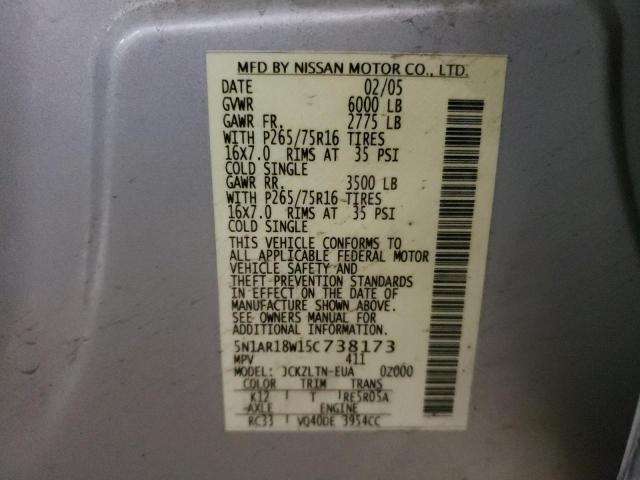 MFD BY NISSAN MOTOR CO., LTD.
DATE 02/05
GVWR 6000 LB
GAWR FR. 2775 LB
WITH P265/75R16 TIRES
16X7.0 RIMS AT 35 PSI
COLD SINGLE
GAWR RR. 3500 LB
WITH P265/75R16 TIRES
16X7.0 RIMS AT 35 PSI
COLD SINGLE
THIS VEHICLE CONFORMS TO
ALL APPLICABLE FEDERAL MOTOR
VEHICLE SAFETY AND
THEFT PREVENTION STANDARDS
IN EFFECT ON THE DATE OF
MANUFACTURE SHOWN ABOVE.
SEE OWNERS MANUAL FOR
ADDITIONAL INFORMATION.
5N1AR18W15C738173
MPV 411
MODEL: JCKZLTN-EUA 02000
COLOR TRIM TRANS
K12 T RE5R05A
AXLE ENGINE
RC33 VQ40DE 3954CC